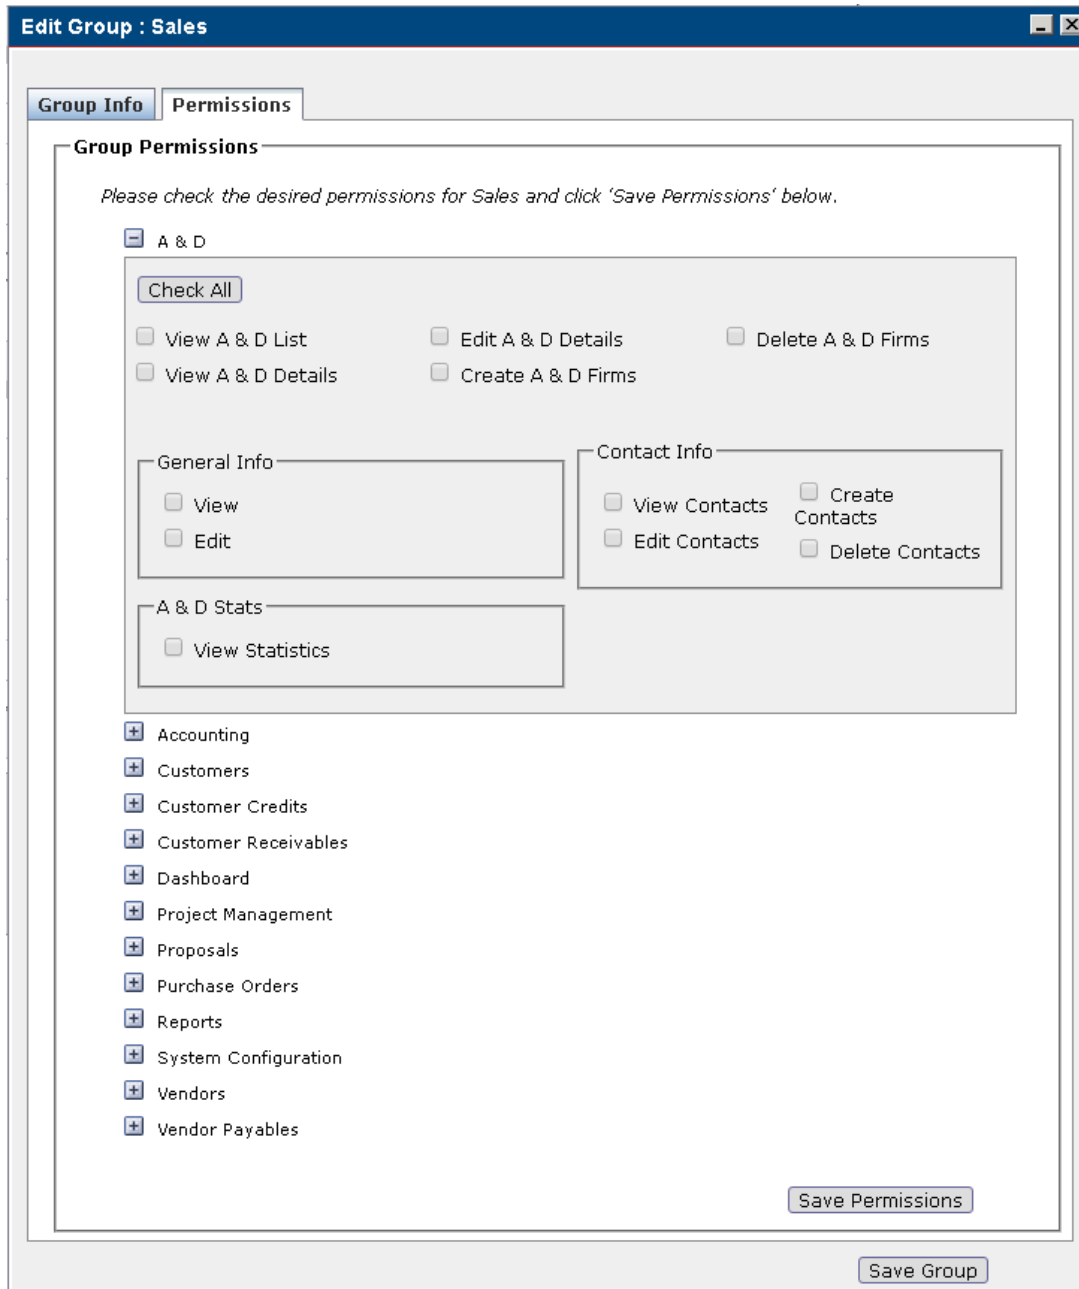 Edit Group : Sales
Group Info
Permissions
Group Permissions
Please check the desired permissions for Sales and click 'Save Permissions' below.
A & D
Check All
View A & D List
Edit A & D Details
Delete A & D Firms
View A & D Details
Create A & D Firms
General Info
View
Edit
Contact Info
View Contacts
Create
Contacts
Edit Contacts
Delete Contacts
A & D Stats
View Statistics
Accounting
Customers
Customer Credits
Customer Receivables
Dashboard
Project Management
Proposals
Purchase Orders
Reports
System Configuration
Vendors
Vendor Payables
Save Permissions
Save Group